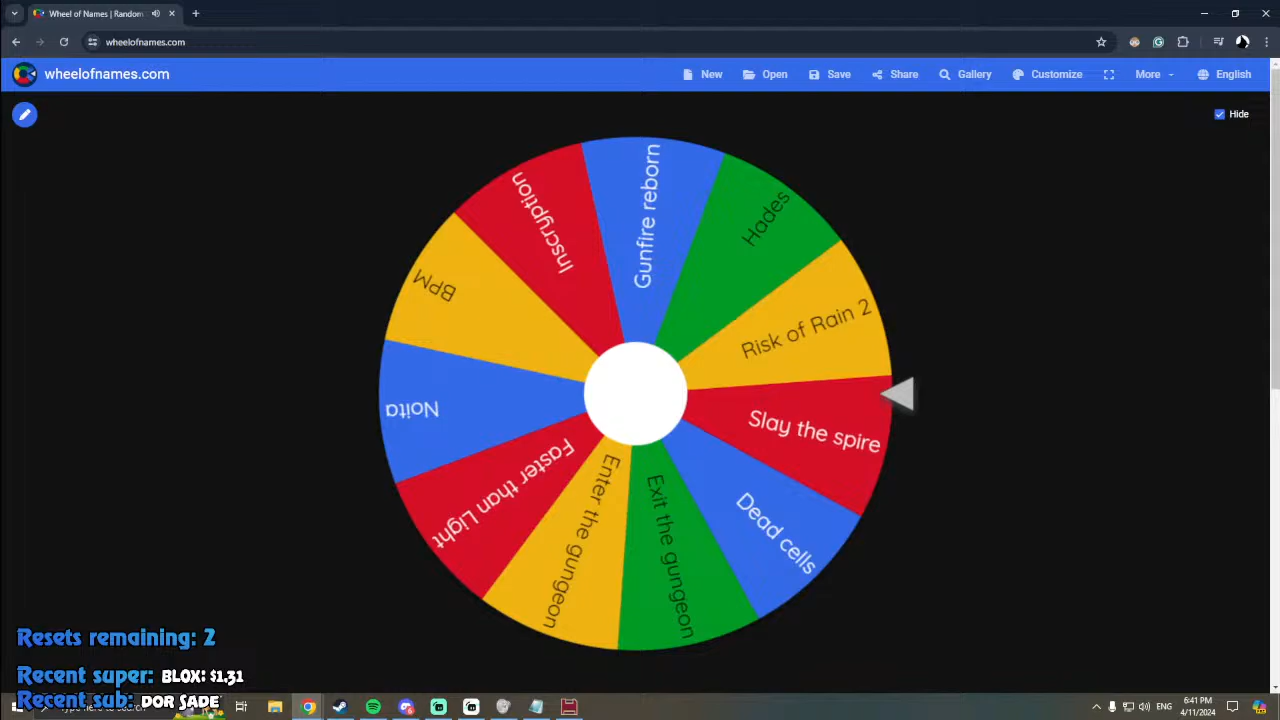 Wheel of Names | Random
wheelofnames.com
wheelofnames.com
New
Open
Save
Share
Gallery
Customize
More
English
Hide
Gunfire reborn
Hades
Risk of Rain 2
Slay the spire
Dead cells
Exit the gungeon
Enter the gungeon
Faster than Light
Noita
BPM
Inscryption
Resets remaining: 2
Recent super: BLOX: $1.31
Recent sub: DOR SADE
ENG
6:41 PM
4/11/2024